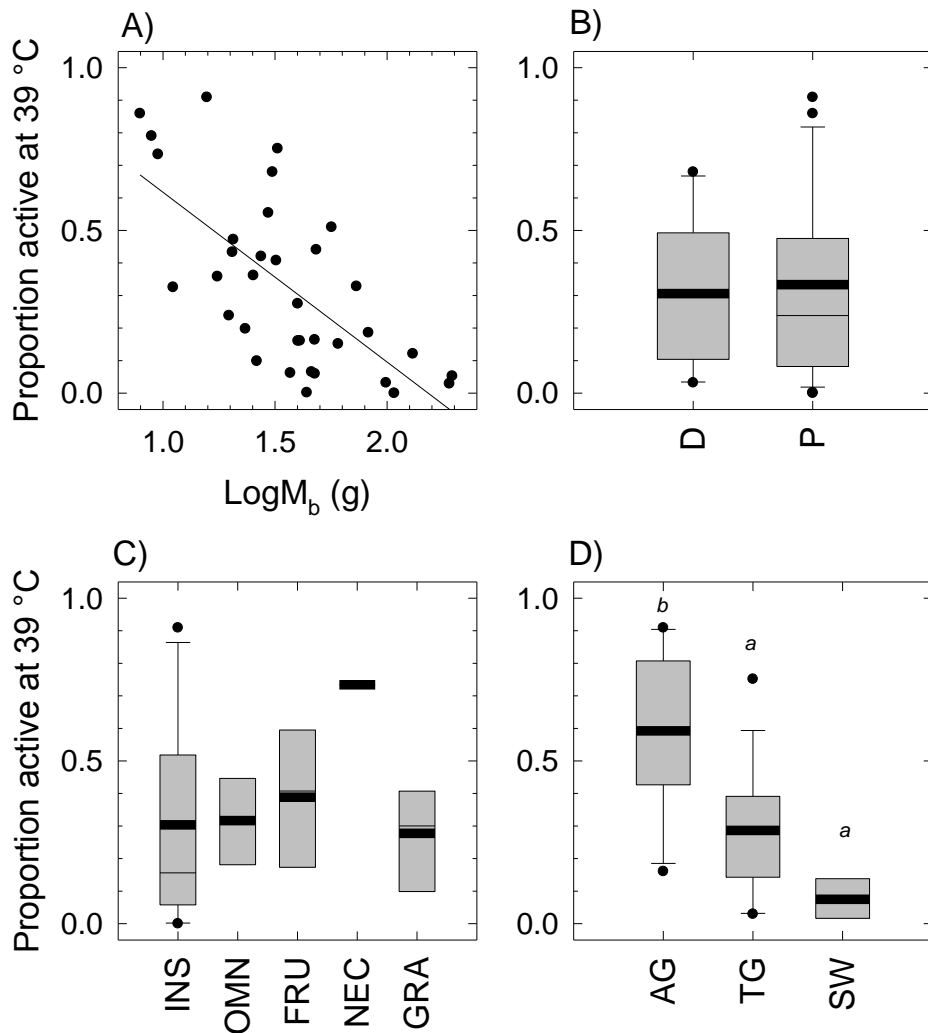 A)
B)
Proportion active at 39 °C
1.0
0.5
0.0
1.0
0.5
0.0
1.0
1.5
2.0
D
P
LogM_b (g)
C)
D)
Proportion active at 39 °C
1.0
0.5
0.0
1.0
0.5
0.0
b
a
a
INS
OMN
FRU
NEC
GRA
AG
TG
SW